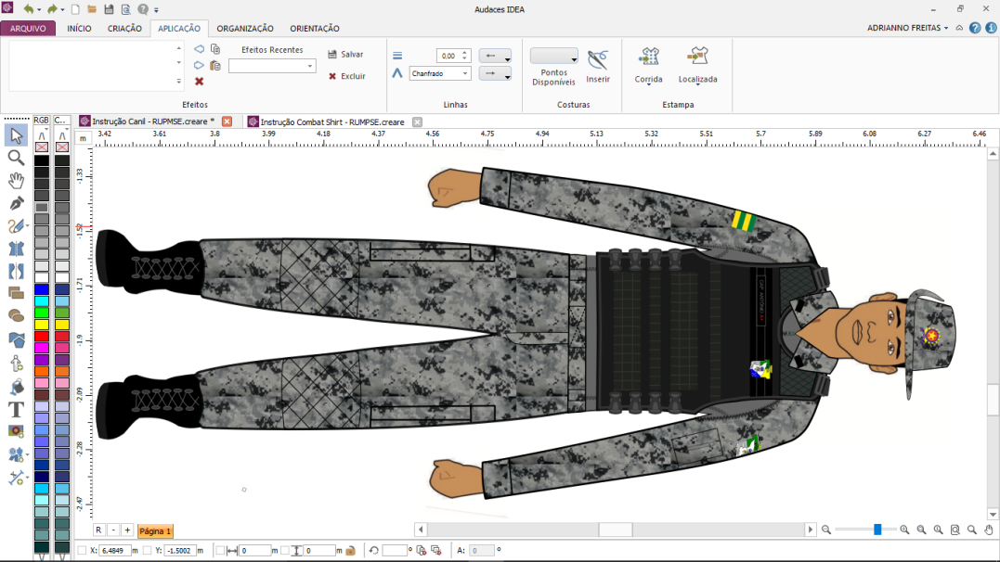 Audaces IDEA
ARQUIVO INÍCIO CRIAÇÃO APLICAÇÃO ORGANIZAÇÃO ORIENTAÇÃO ADRIANNO FREITAS
Efeitos Recentes
Salvar
Excluir
Efeitos
0,00
Chanfrado
Linhas
Pontos
Disponíveis
Inserir
Costuras
Corrida
Localizada
Estampa
RGB C... Instrução Canil - RUPMSE.creare * Instrução Combat Shirt - RUMPSE.creare
m 3.42 3.61 3.8 3.99 4.18 4.37 4.56 4.75 4.94 5.13 5.32 5.51 5.7 5.89 6.08 6.27 6.46
-1.33
-1.52
-1.71
-1.9
-2.09
-2.28
-2.47
R - + Página 1
X: 6.4849 m Y: -1.5002 m 0 m 0 m º A: 0 º